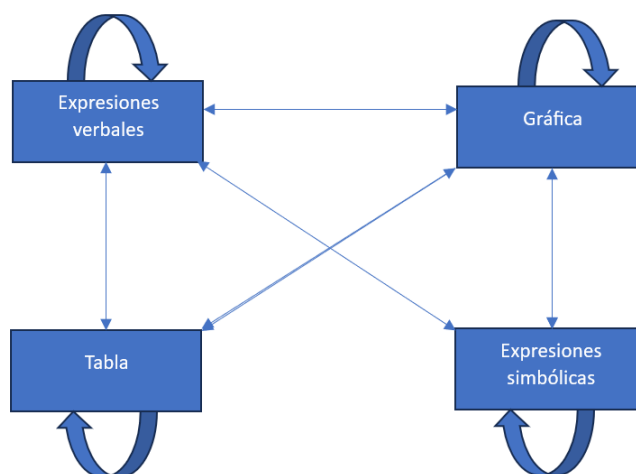 Expresiones
verbales
Gráfica
Tabla
Expresiones
simbólicas